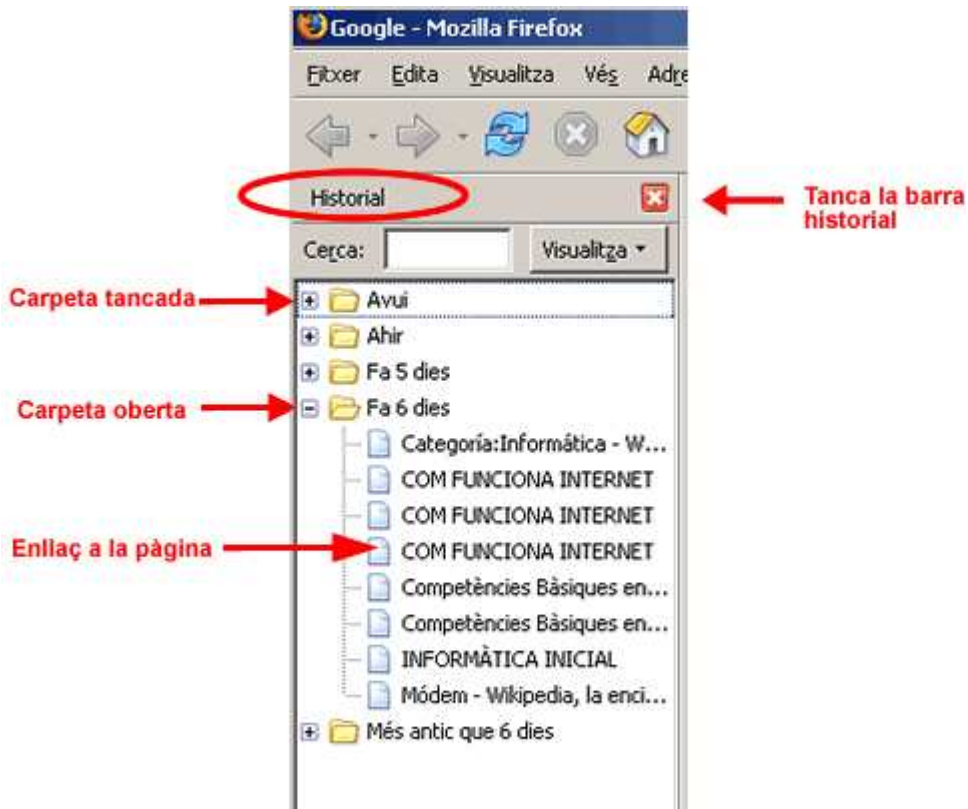 Google - Mozilla Firefox
Fitxer Edita Visualitza Vés Adre
Historial
Tanca la barra
historial
Cerca: Visualitza
Carpeta tancada
Avui
Ahir
Fa 5 dies
Carpeta oberta
Fa 6 dies
Categoría:Informática - W...
COM FUNCIONA INTERNET
COM FUNCIONA INTERNET
Enllaç a la pàgina
COM FUNCIONA INTERNET
Competències Bàsiques en...
Competències Bàsiques en...
INFORMÀTICA INICIAL
Módem - Wikipedia, la enci...
Més antic que 6 dies